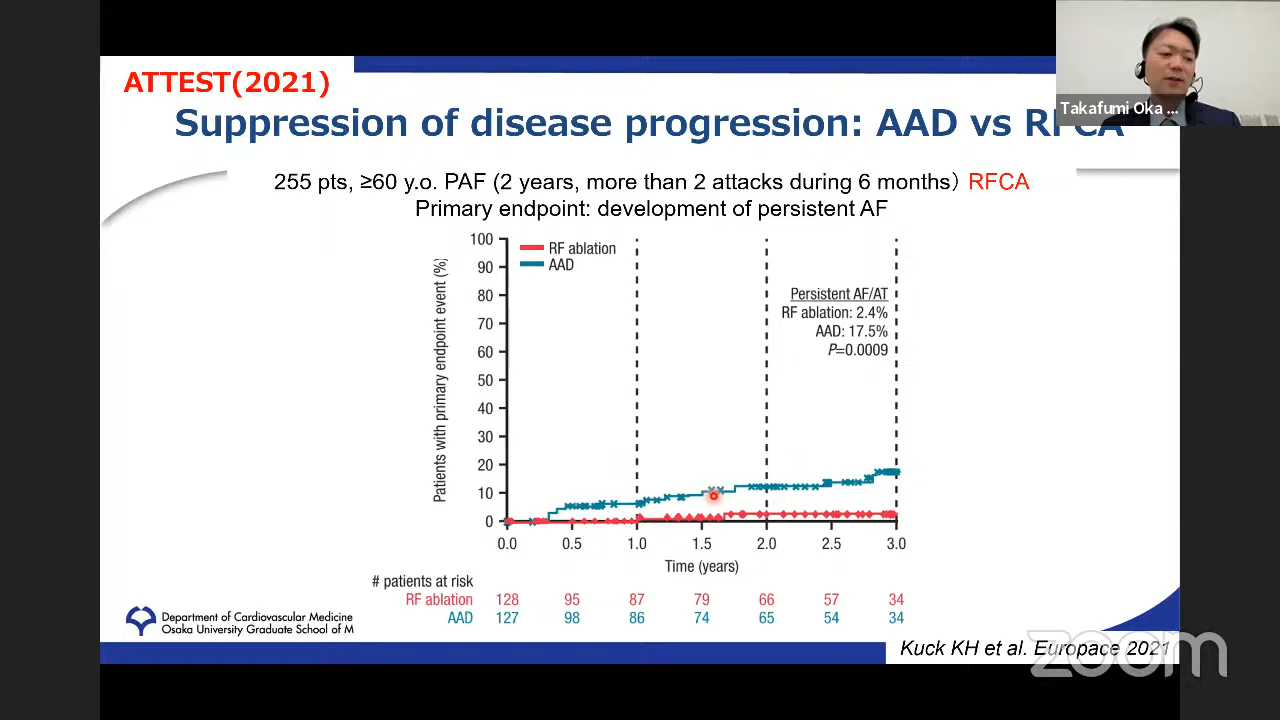 ATTEST(2021)
Suppression of disease progression: AAD vs RFCA
Takafumi Oka ...
255 pts, ≥60 y.o. PAF (2 years, more than 2 attacks during 6 months) RFCA
Primary endpoint: development of persistent AF
Patients with primary endpoint event (%)
100
90
80
70
60
50
40
30
20
10
0
RF ablation
AAD
Persistent AF/AT
RF ablation: 2.4%
AAD: 17.5%
P=0.0009
0.0 0.5 1.0 1.5 2.0 2.5 3.0
Time (years)
# patients at risk
RF ablation 128 95 87 79 66 57 34
AAD 127 98 86 74 65 54 34
Department of Cardiovascular Medicine
Osaka University Graduate School of M
Kuck KH et al. Europace 2021
zoom